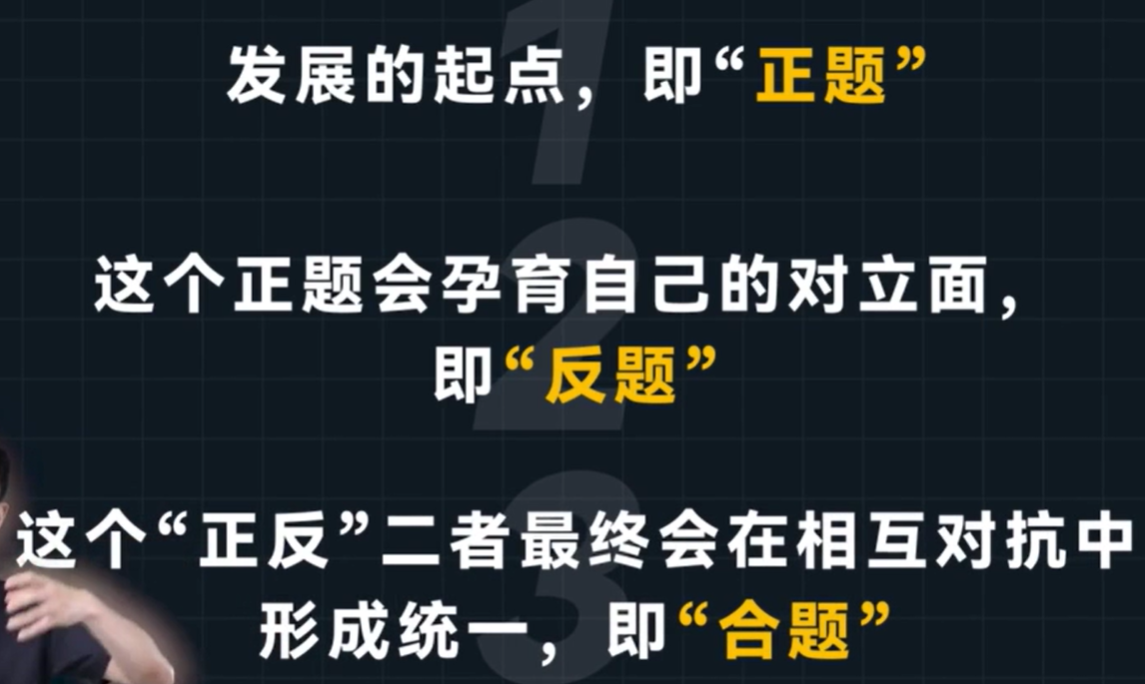 1
发展的起点，即“正题”
2
这个正题会孕育自己的对立面，
即“反题”
3
这个“正反”二者最终会在相互对抗中
形成统一，即“合题”